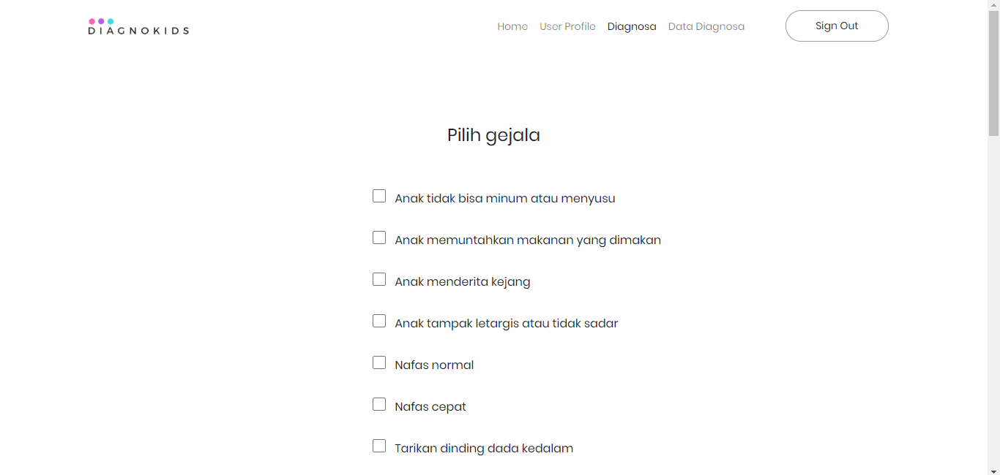 DIAGNOKIDS
Home User Profile Diagnosa Data Diagnosa Sign Out
Pilih gejala
Anak tidak bisa minum atau menyusu
Anak memuntahkan makanan yang dimakan
Anak menderita kejang
Anak tampak letargis atau tidak sadar
Nafas normal
Nafas cepat
Tarikan dinding dada kedalam